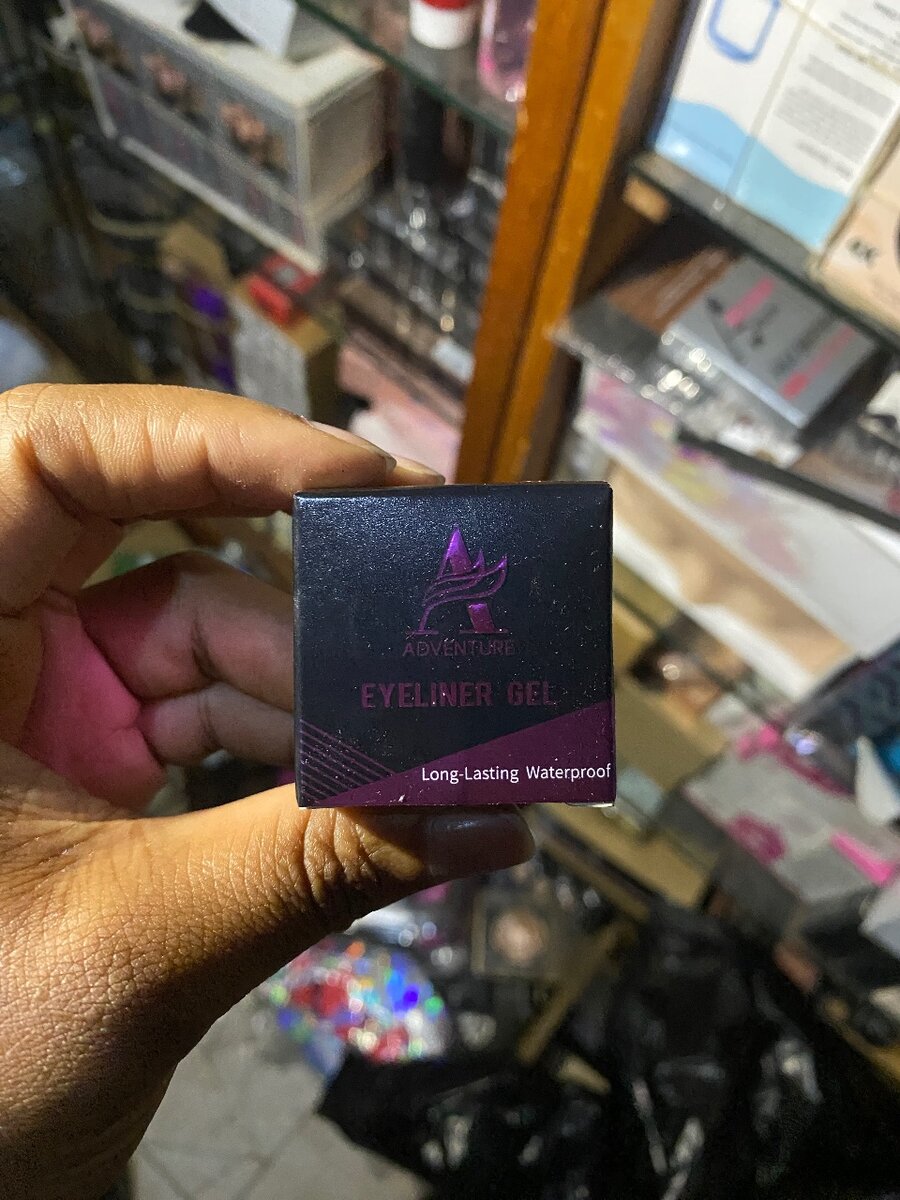 ADVENTURE
EYELINER GEL
Long-Lasting Waterproof